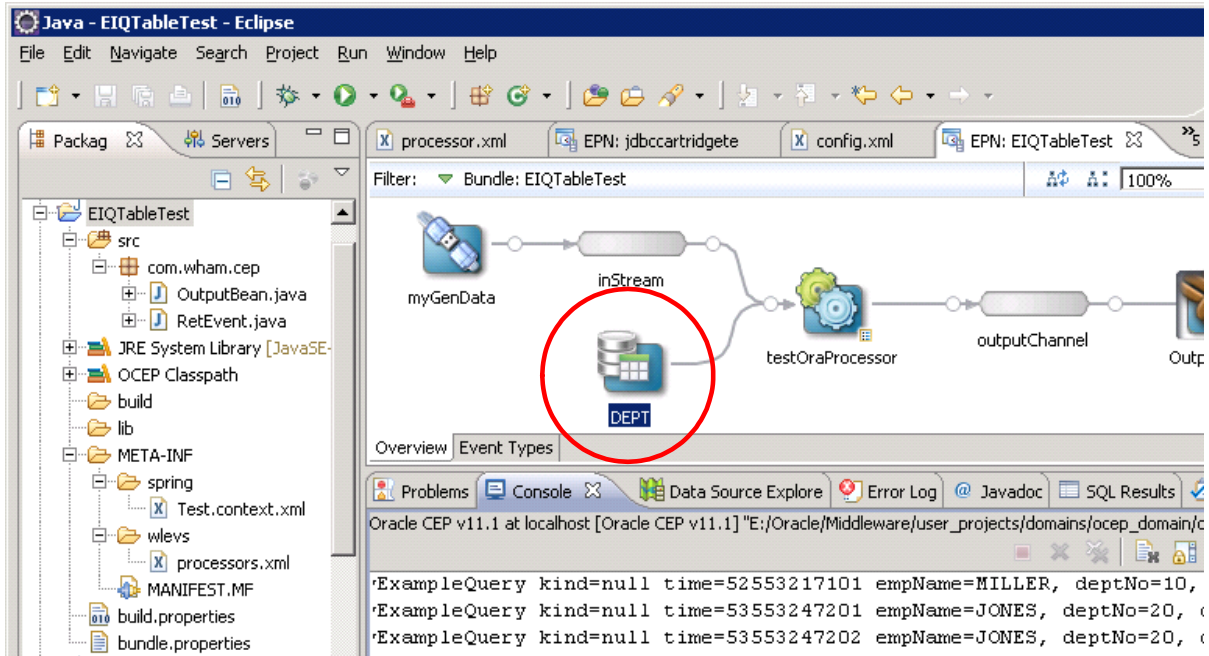 Java - EIQTableTest - Eclipse
File Edit Navigate Search Project Run Window Help
Packag Servers
processor.xml EPN: jdbccartridgete config.xml EPN: EIQTableTest 5
Filter: Bundle: EIQTableTest 100%
EIQTableTest
src
com.wham.cep
OutputBean.java
RetEvent.java
JRE System Library [JavaSE-
OCEP Classpath
build
lib
META-INF
spring
Test.context.xml
wlevs
processors.xml
MANIFEST.MF
build.properties
bundle.properties
myGenData
inStream
DEPT
testOraProcessor
outputChannel
Outp
Overview Event Types
Problems Console Data Source Explore Error Log Javadoc SQL Results
Oracle CEP v11.1 at localhost [Oracle CEP v11.1] "E:/Oracle/Middleware/user_projects/domains/ocep_domain/c
ExampleQuery kind=null time=52553217101 empName=MILLER, deptNo=10,
ExampleQuery kind=null time=53553247201 empName=JONES, deptNo=20,
ExampleQuery kind=null time=53553247202 empName=JONES, deptNo=20,